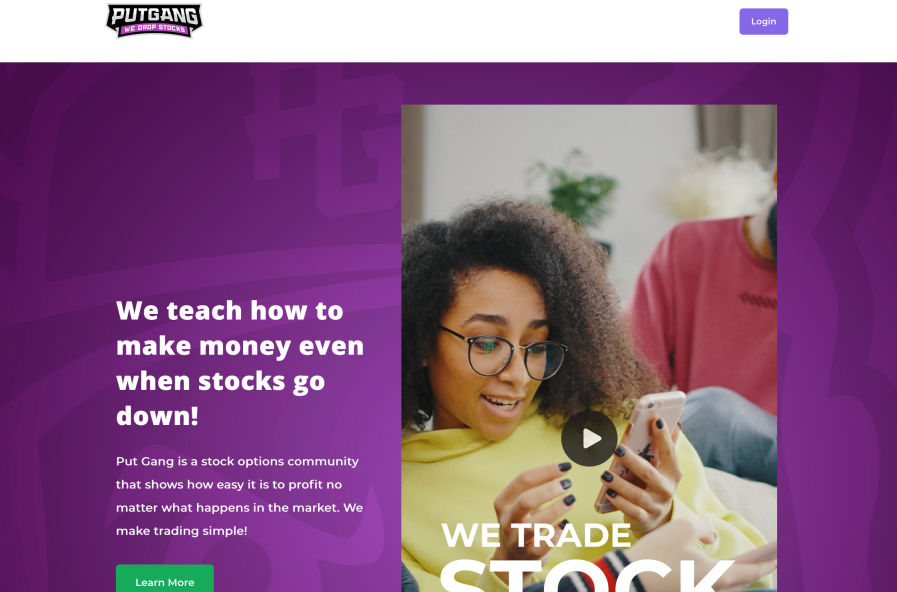 PUTGANG
WE DROP STOCKS
Login
We teach how to
make money even
when stocks go
down!
Put Gang is a stock options community
that shows how easy it is to profit no
matter what happens in the market. We
make trading simple!
Learn More
WE TRADE
STOCK